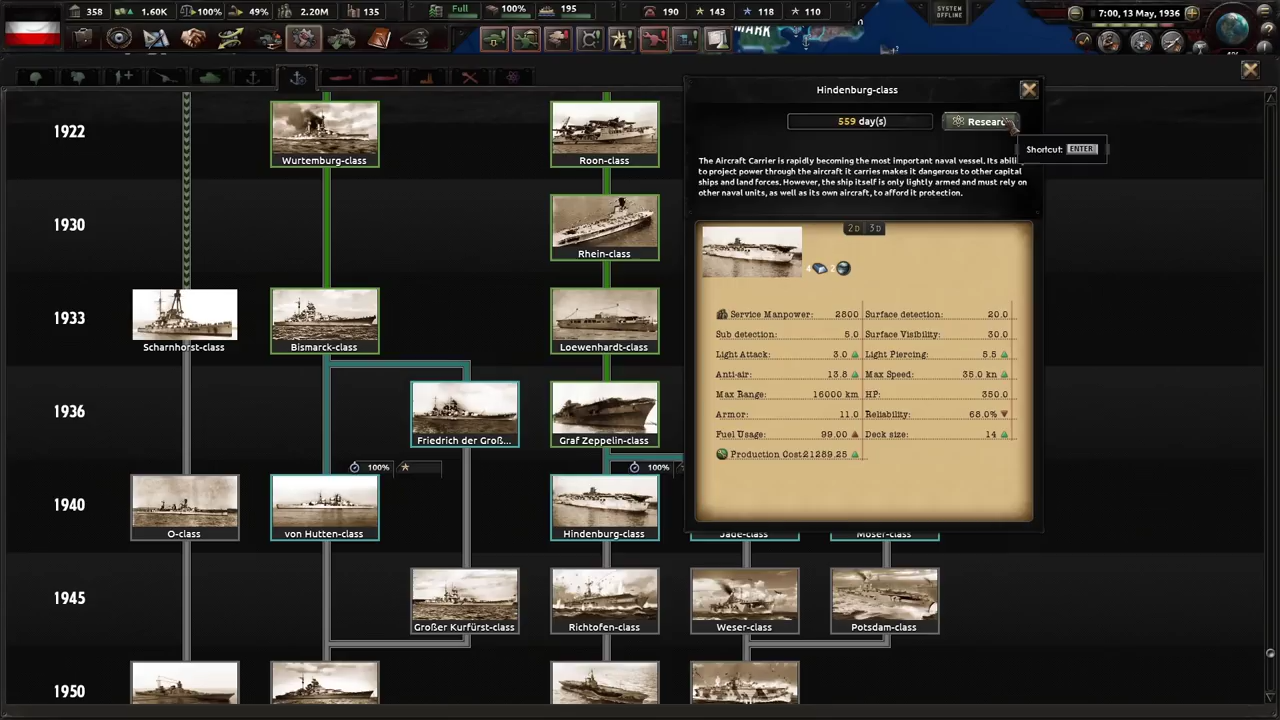 358
1.60K
100%
49%
2.20M
135
Full
100%
195
190
143
118
110
SYSTEM
OFFLINE
7:00, 13 May, 1936
MARK
Hindenburg-class
559 day(s)
Researc
Shortcut: ENTER
The Aircraft Carrier is rapidly becoming the most important naval vessel. Its abili
to project power through the aircraft it carries makes it dangerous to other capital
ships and land forces. However, the ship itself is only lightly armed and must rely on
other naval units, as well as its own aircraft, to afford it protection.
2D 3D
4 2
Service Manpower: 2800 Surface detection: 20.0
Sub detection: 5.0 Surface Visibility: 30.0
Light Attack: 3.0 Light Piercing: 5.5
Anti-air: 13.8 Max Speed: 35.0 kn
Max Range: 16000 km HP: 350.0
Armor: 11.0 Reliability: 68.0%
Fuel Usage: 99.00 Deck size: 14
Production Cost21289.25
1922
Wurtemburg-class
Roon-class
1930
Rhein-class
1933
Scharnhorst-class
Bismarck-class
Loewenhardt-class
1936
Friedrich der Groß...
Graf Zeppelin-class
100%
100%
1940
O-class
von Hutten-class
Hindenburg-class
Jade-class
Moser-class
1945
Großer Kurfürst-class
Richtofen-class
Weser-class
Potsdam-class
1950